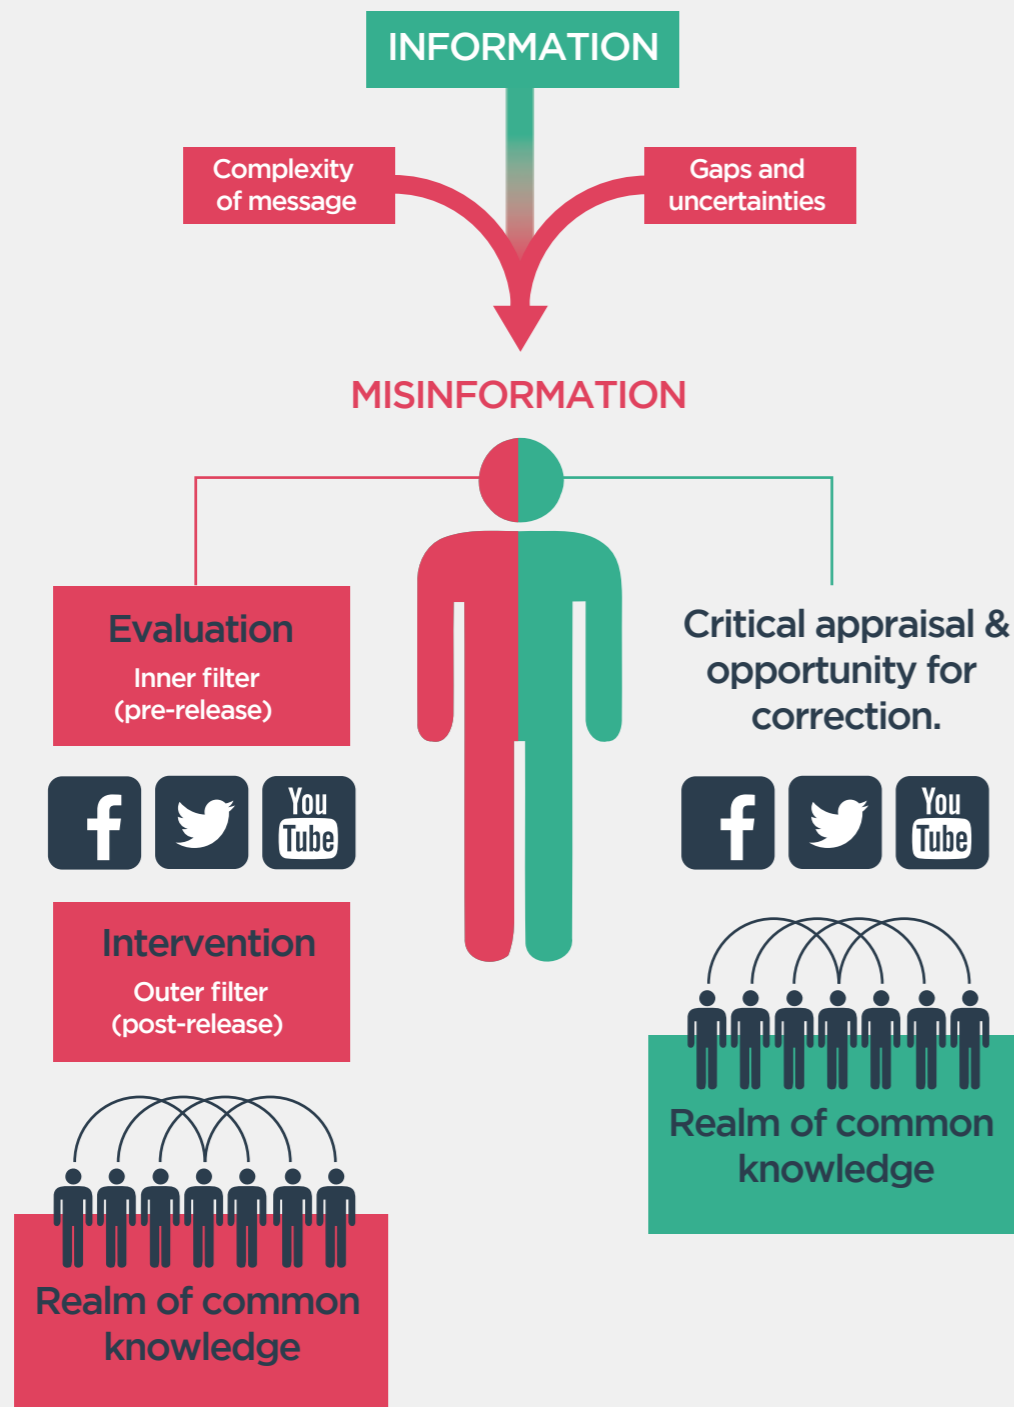 INFORMATION
Complexity
of message
Gaps and
uncertainties
MISINFORMATION
Evaluation
Inner filter
(pre-release)
f
You
Tube
Intervention
Outer filter
(post-release)
Realm of common
knowledge
Critical appraisal &
opportunity for
correction.
f
You
Tube
Realm of common
knowledge